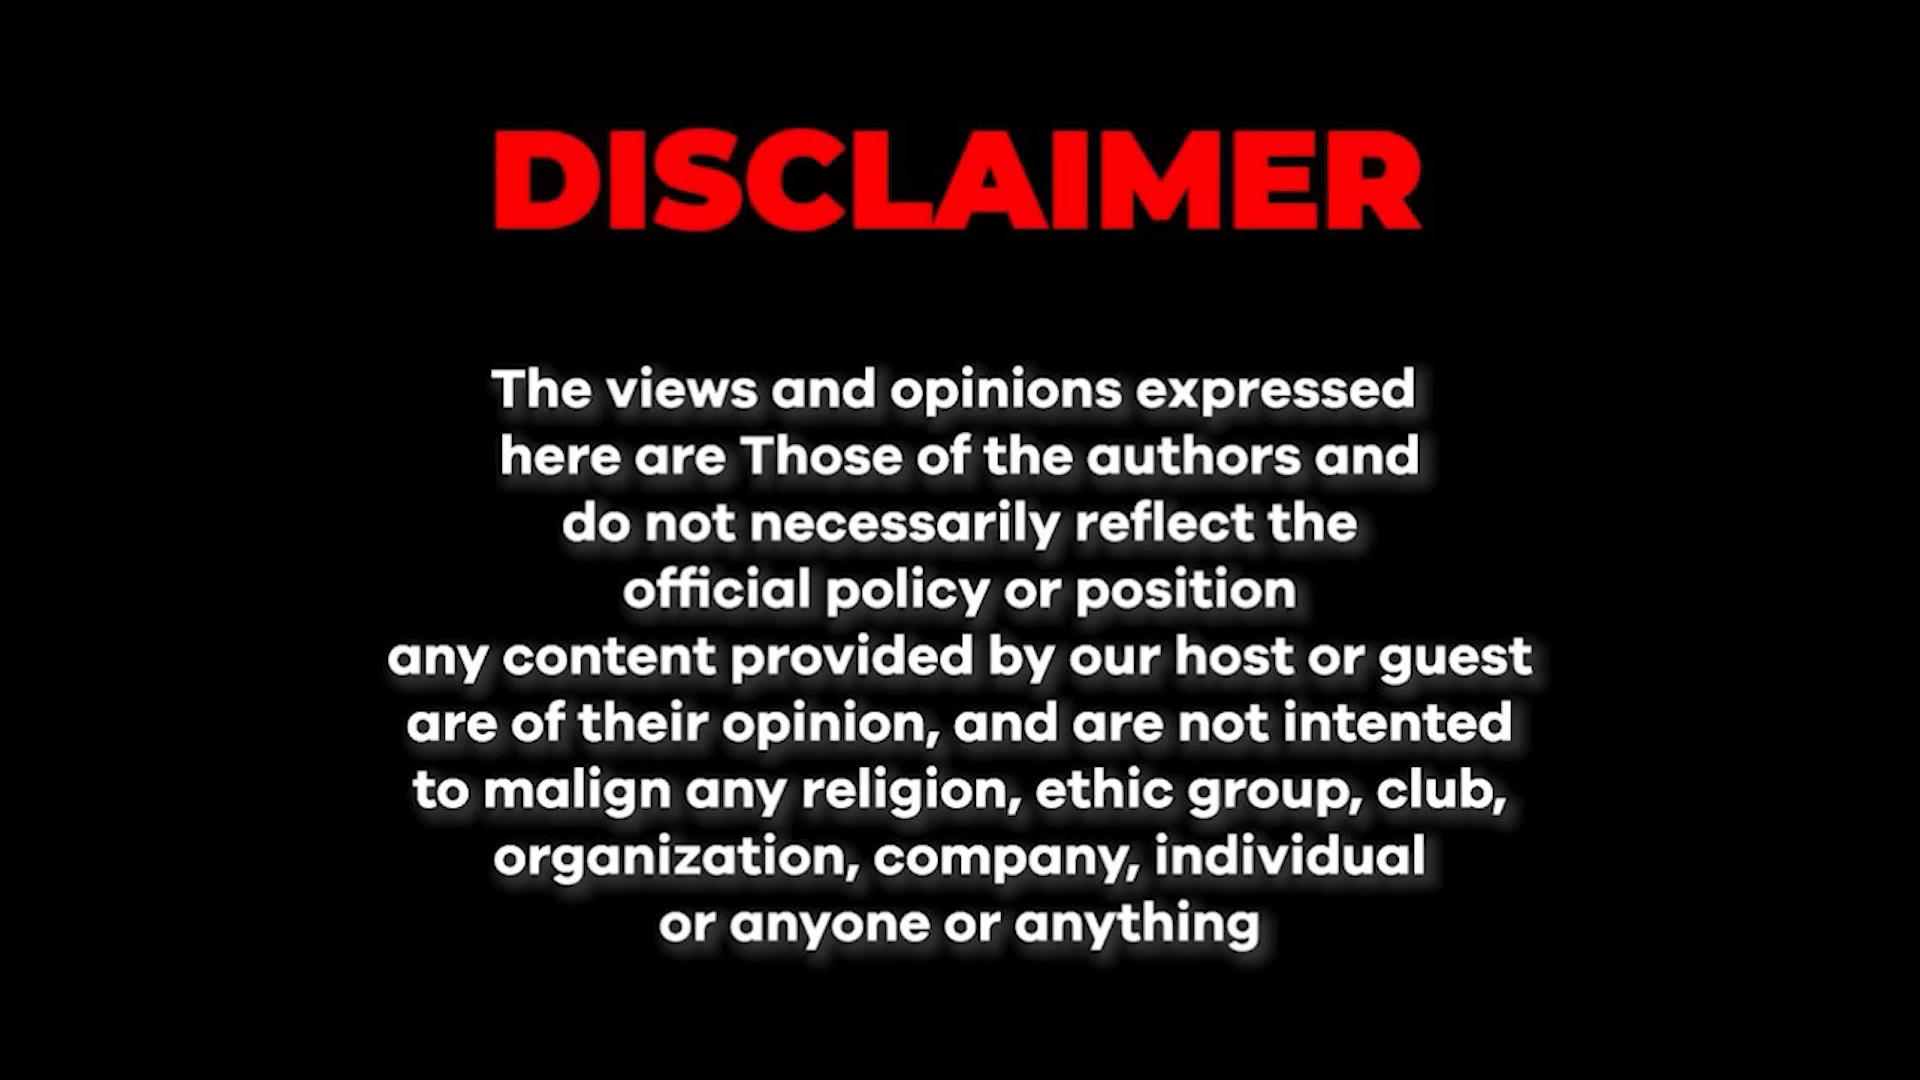 DISCLAIMER
The views and opinions expressed
here are Those of the authors and
do not necessarily reflect the
official policy or position
any content provided by our host or guest
are of their opinion, and are not intented
to malign any religion, ethic group, club,
organization, company, individual
or anyone or anything